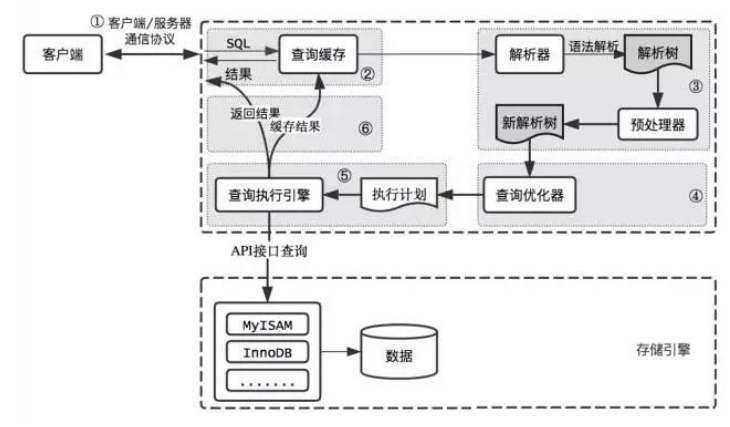 ① 客户端/服务器
通信协议
客户端
SQL
结果
查询缓存
②
解析器
语法解析
解析树
③
预处理器
新解析树
返回结果
缓存结果
⑥
查询执行引擎
⑤
执行计划
查询优化器
④
API接口查询
MyISAM
InnoDB
.......
数据
存储引擎